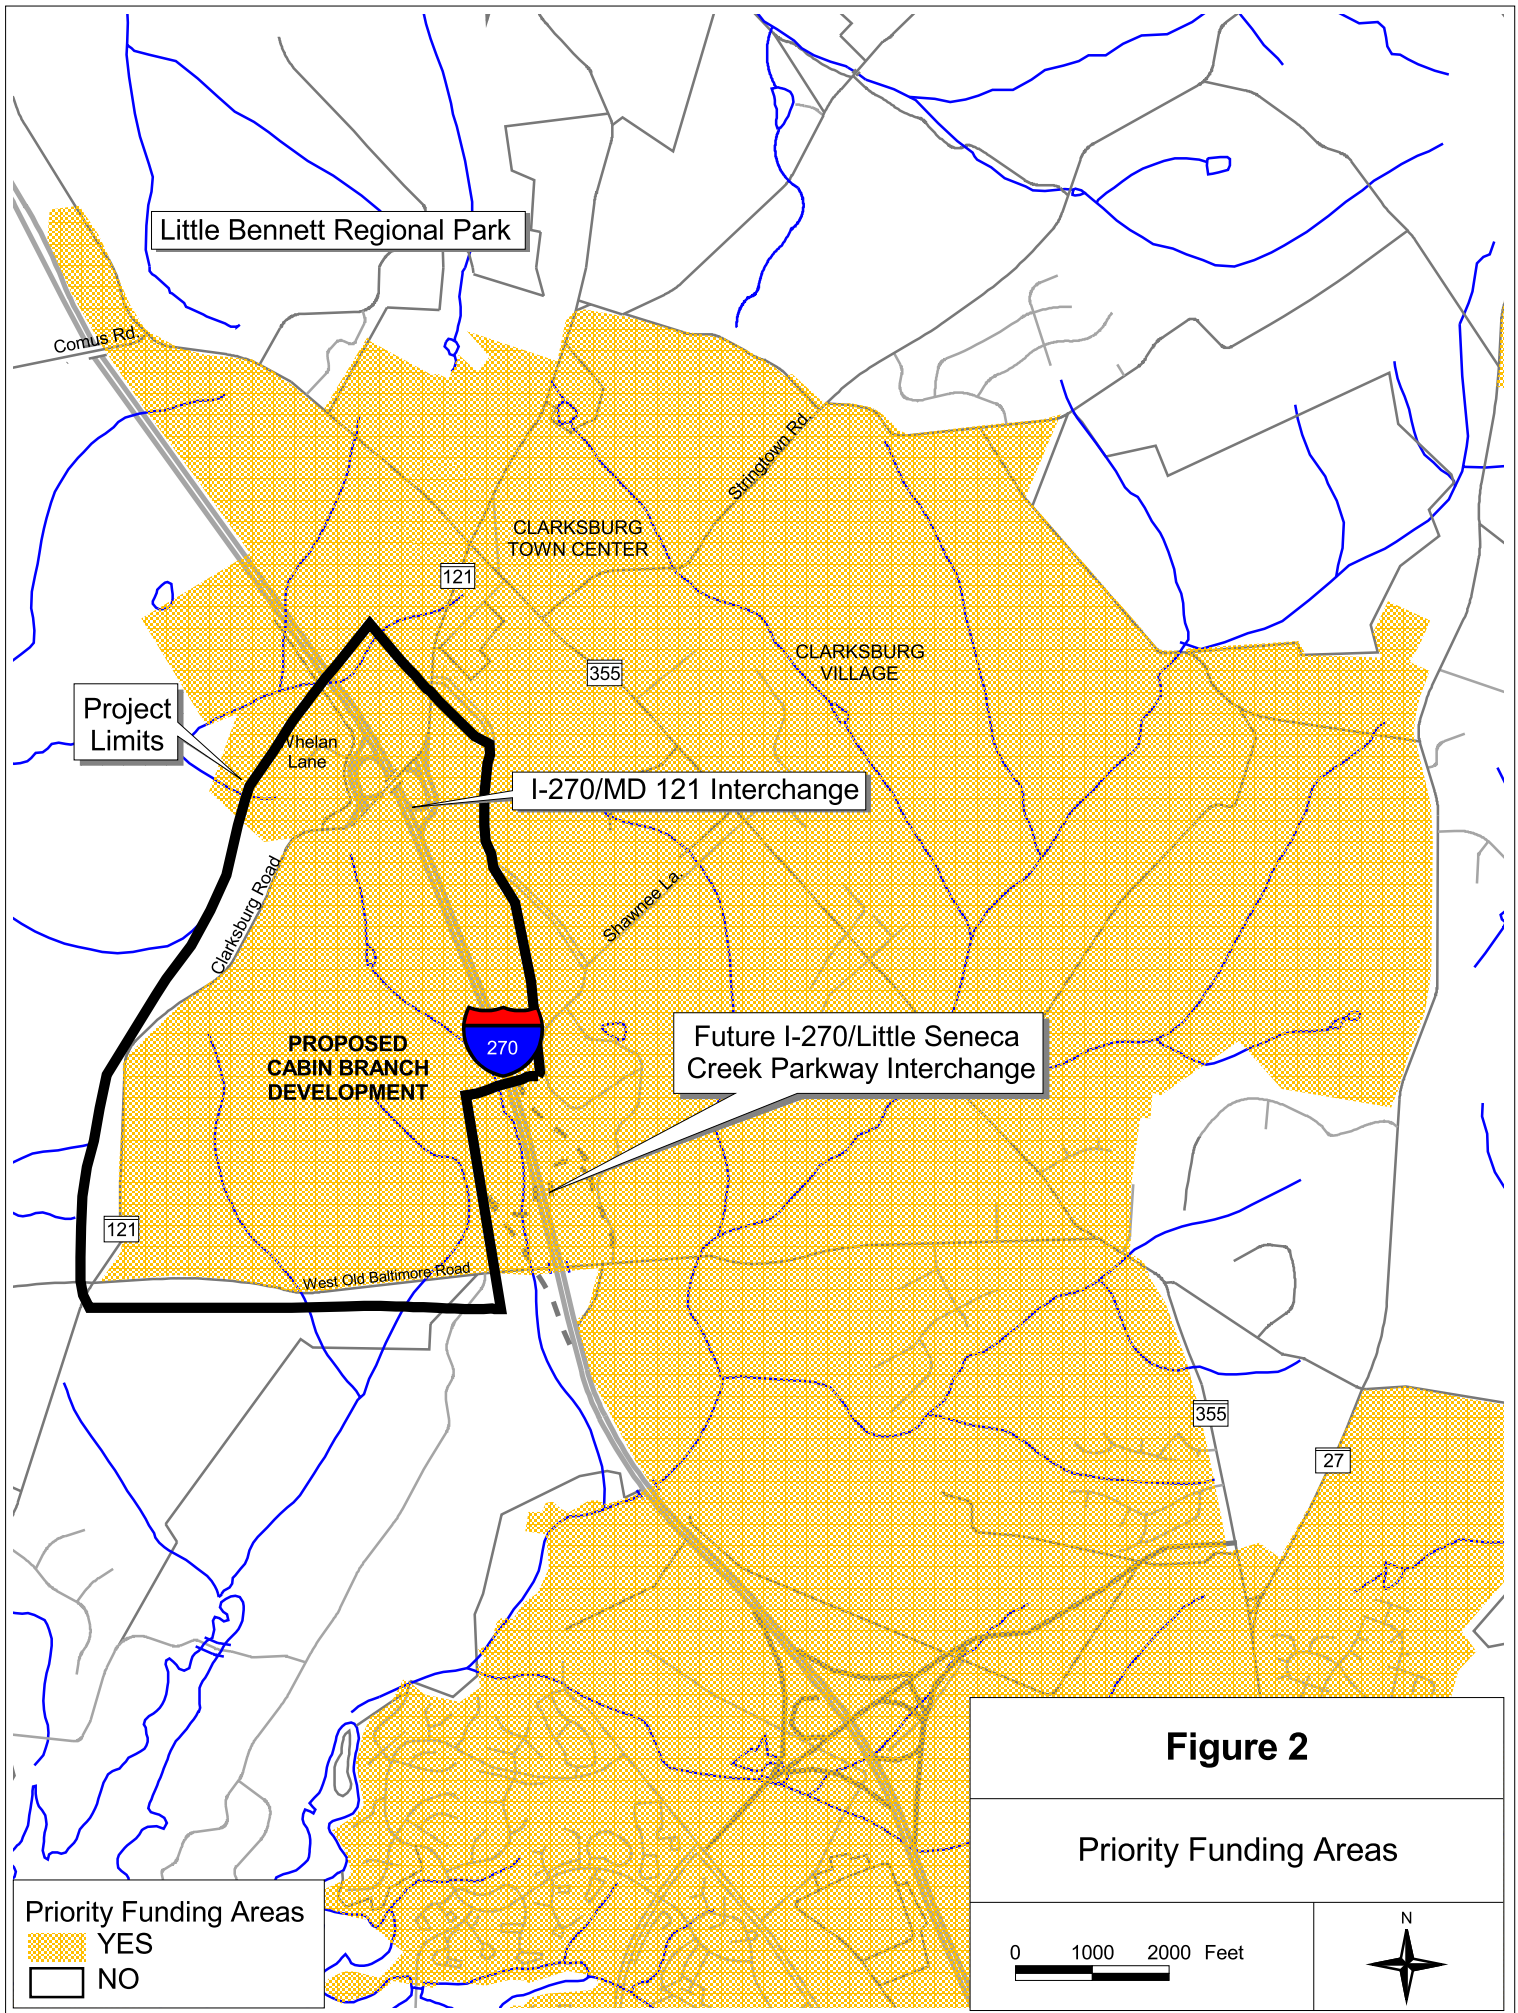 Little Bennett Regional Park
Comus Rd.
Stringtown Rd.
CLARKSBURG
TOWN CENTER
121
CLARKSBURG
VILLAGE
355
Project
Limits
Whelan
Lane
I-270/MD 121 Interchange
Clarksburg Road
Shawnee La.
PROPOSED
CABIN BRANCH
DEVELOPMENT
270
Future I-270/Little Seneca
Creek Parkway Interchange
121
West Old Baltimore Road
355
27
Figure 2
Priority Funding Areas
Priority Funding Areas
YES
NO
0 1000 2000 Feet
N